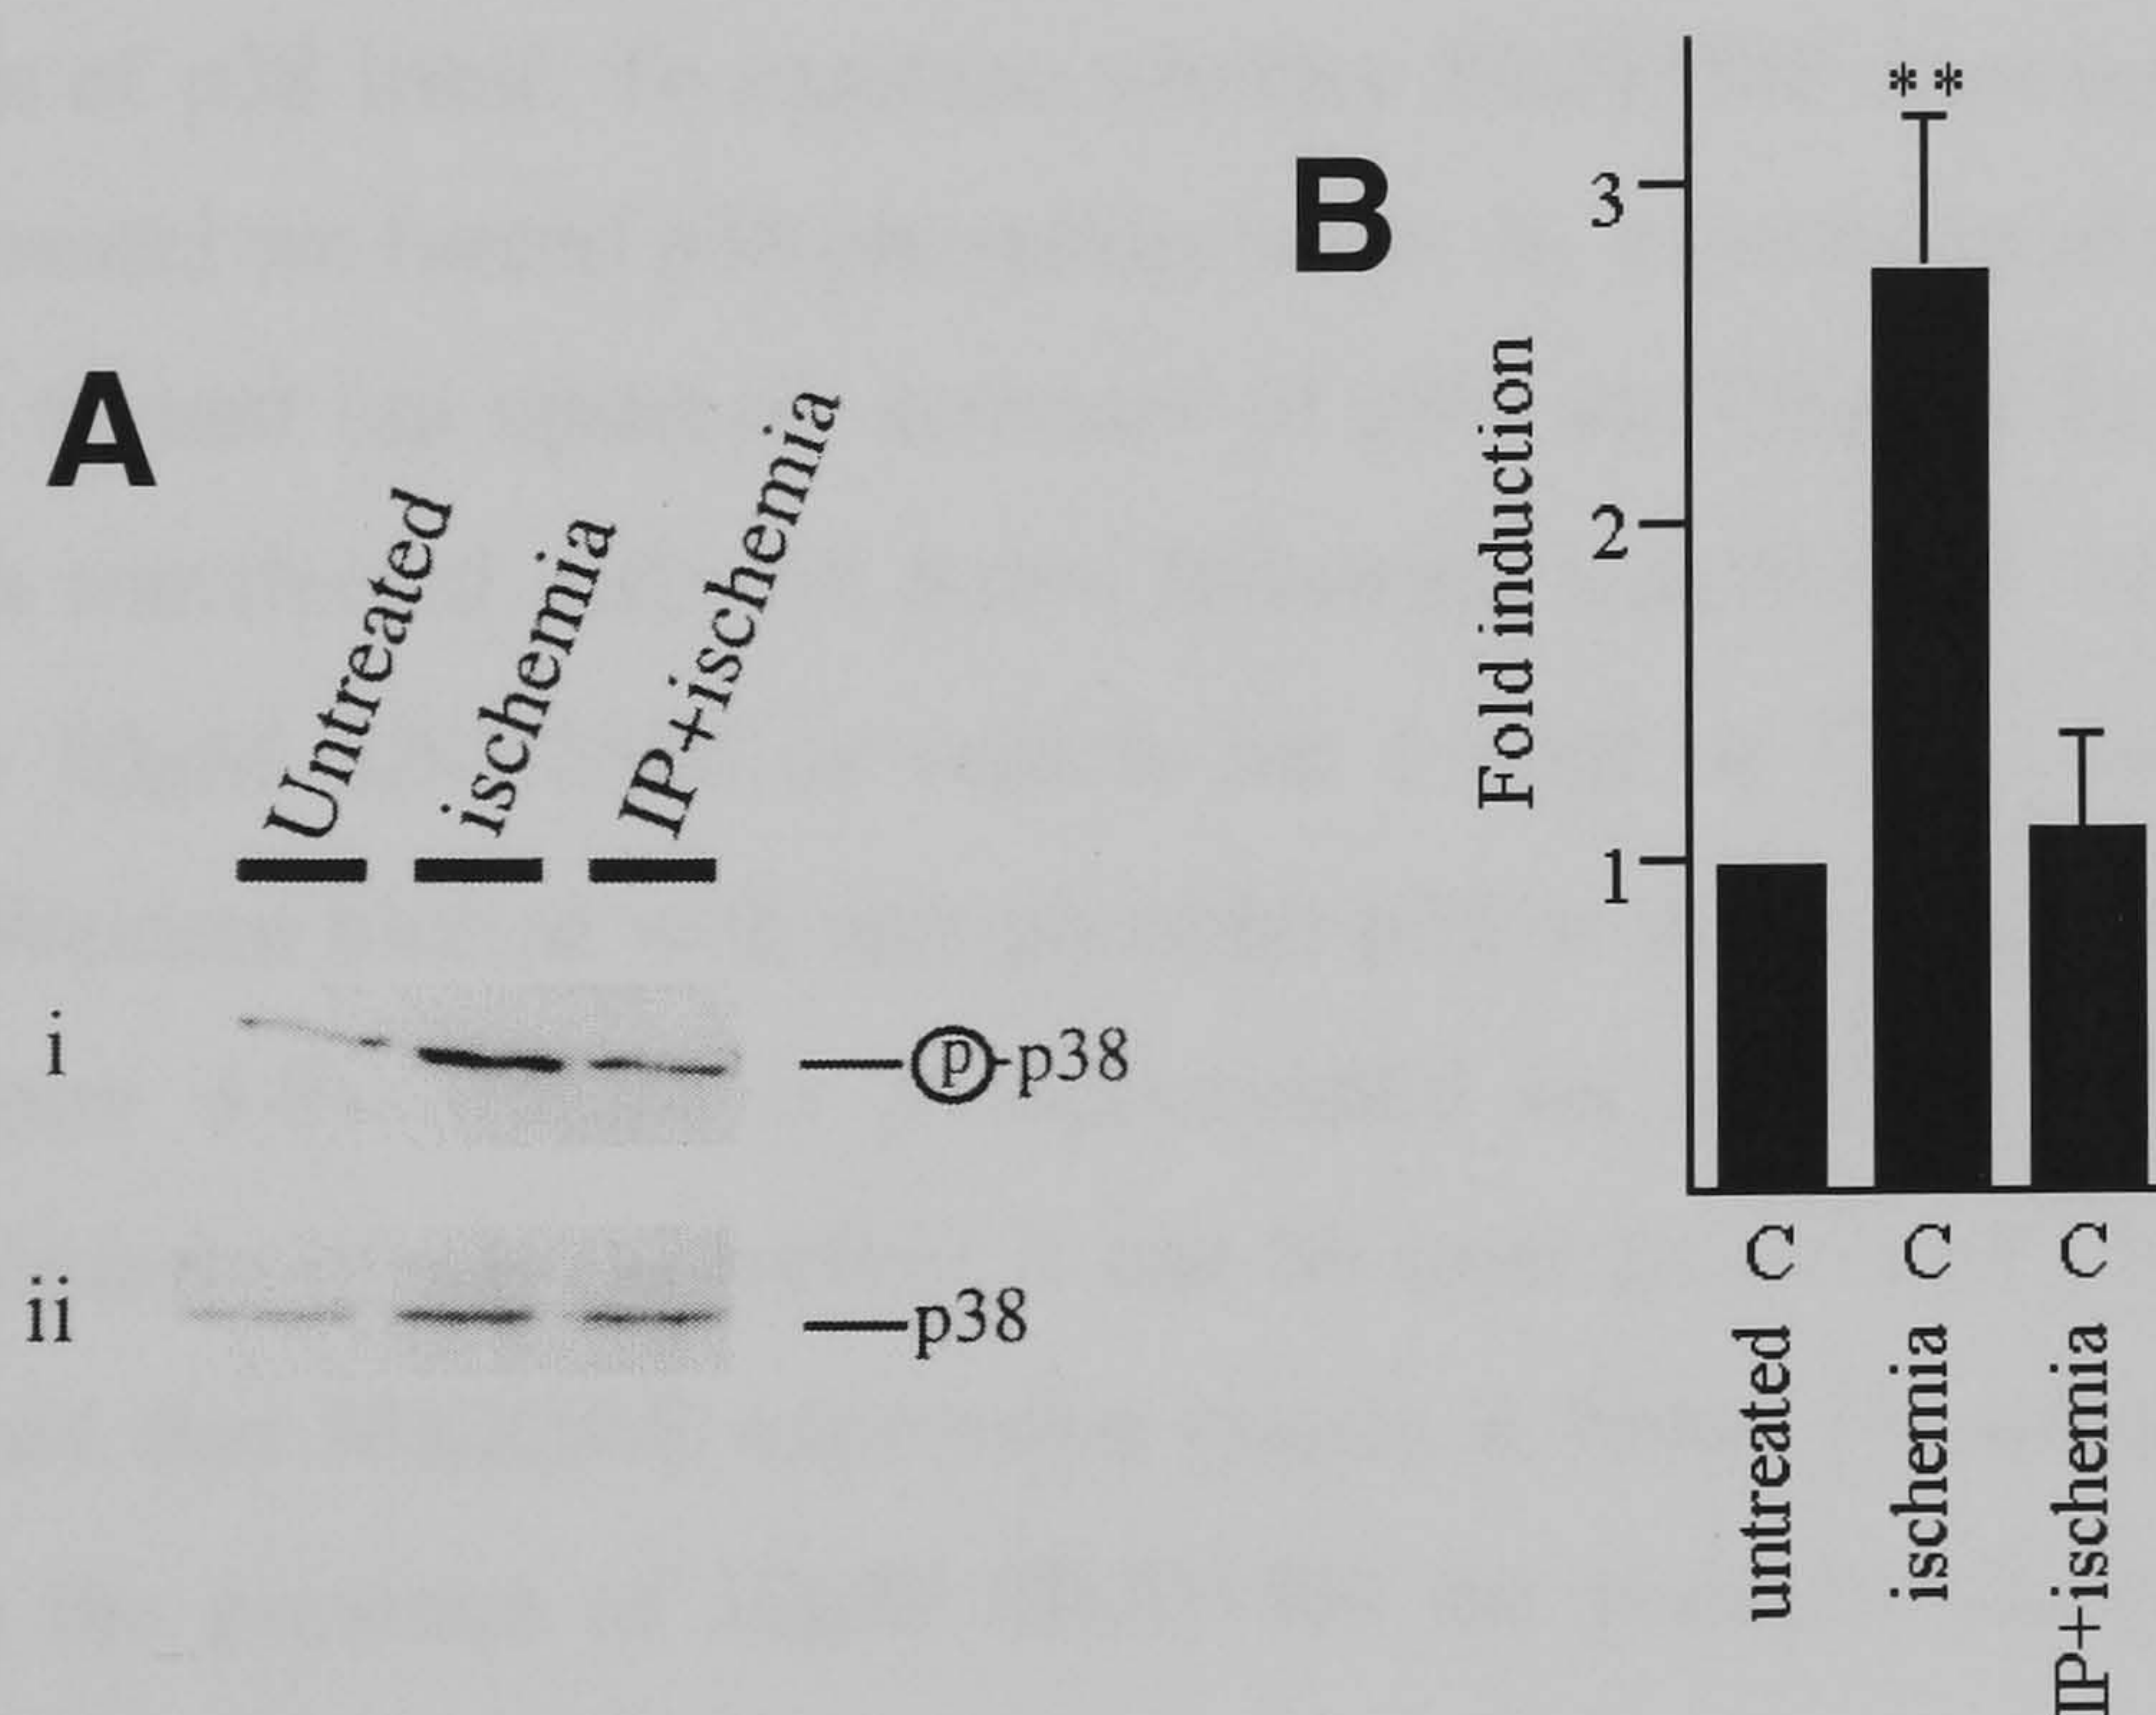 A
Untreated
ischemia
IP+ischemia
i
p-p38
ii
p38
B
Fold induction
3
2
1
**
untreated C
ischemia C
IP+ischemia C